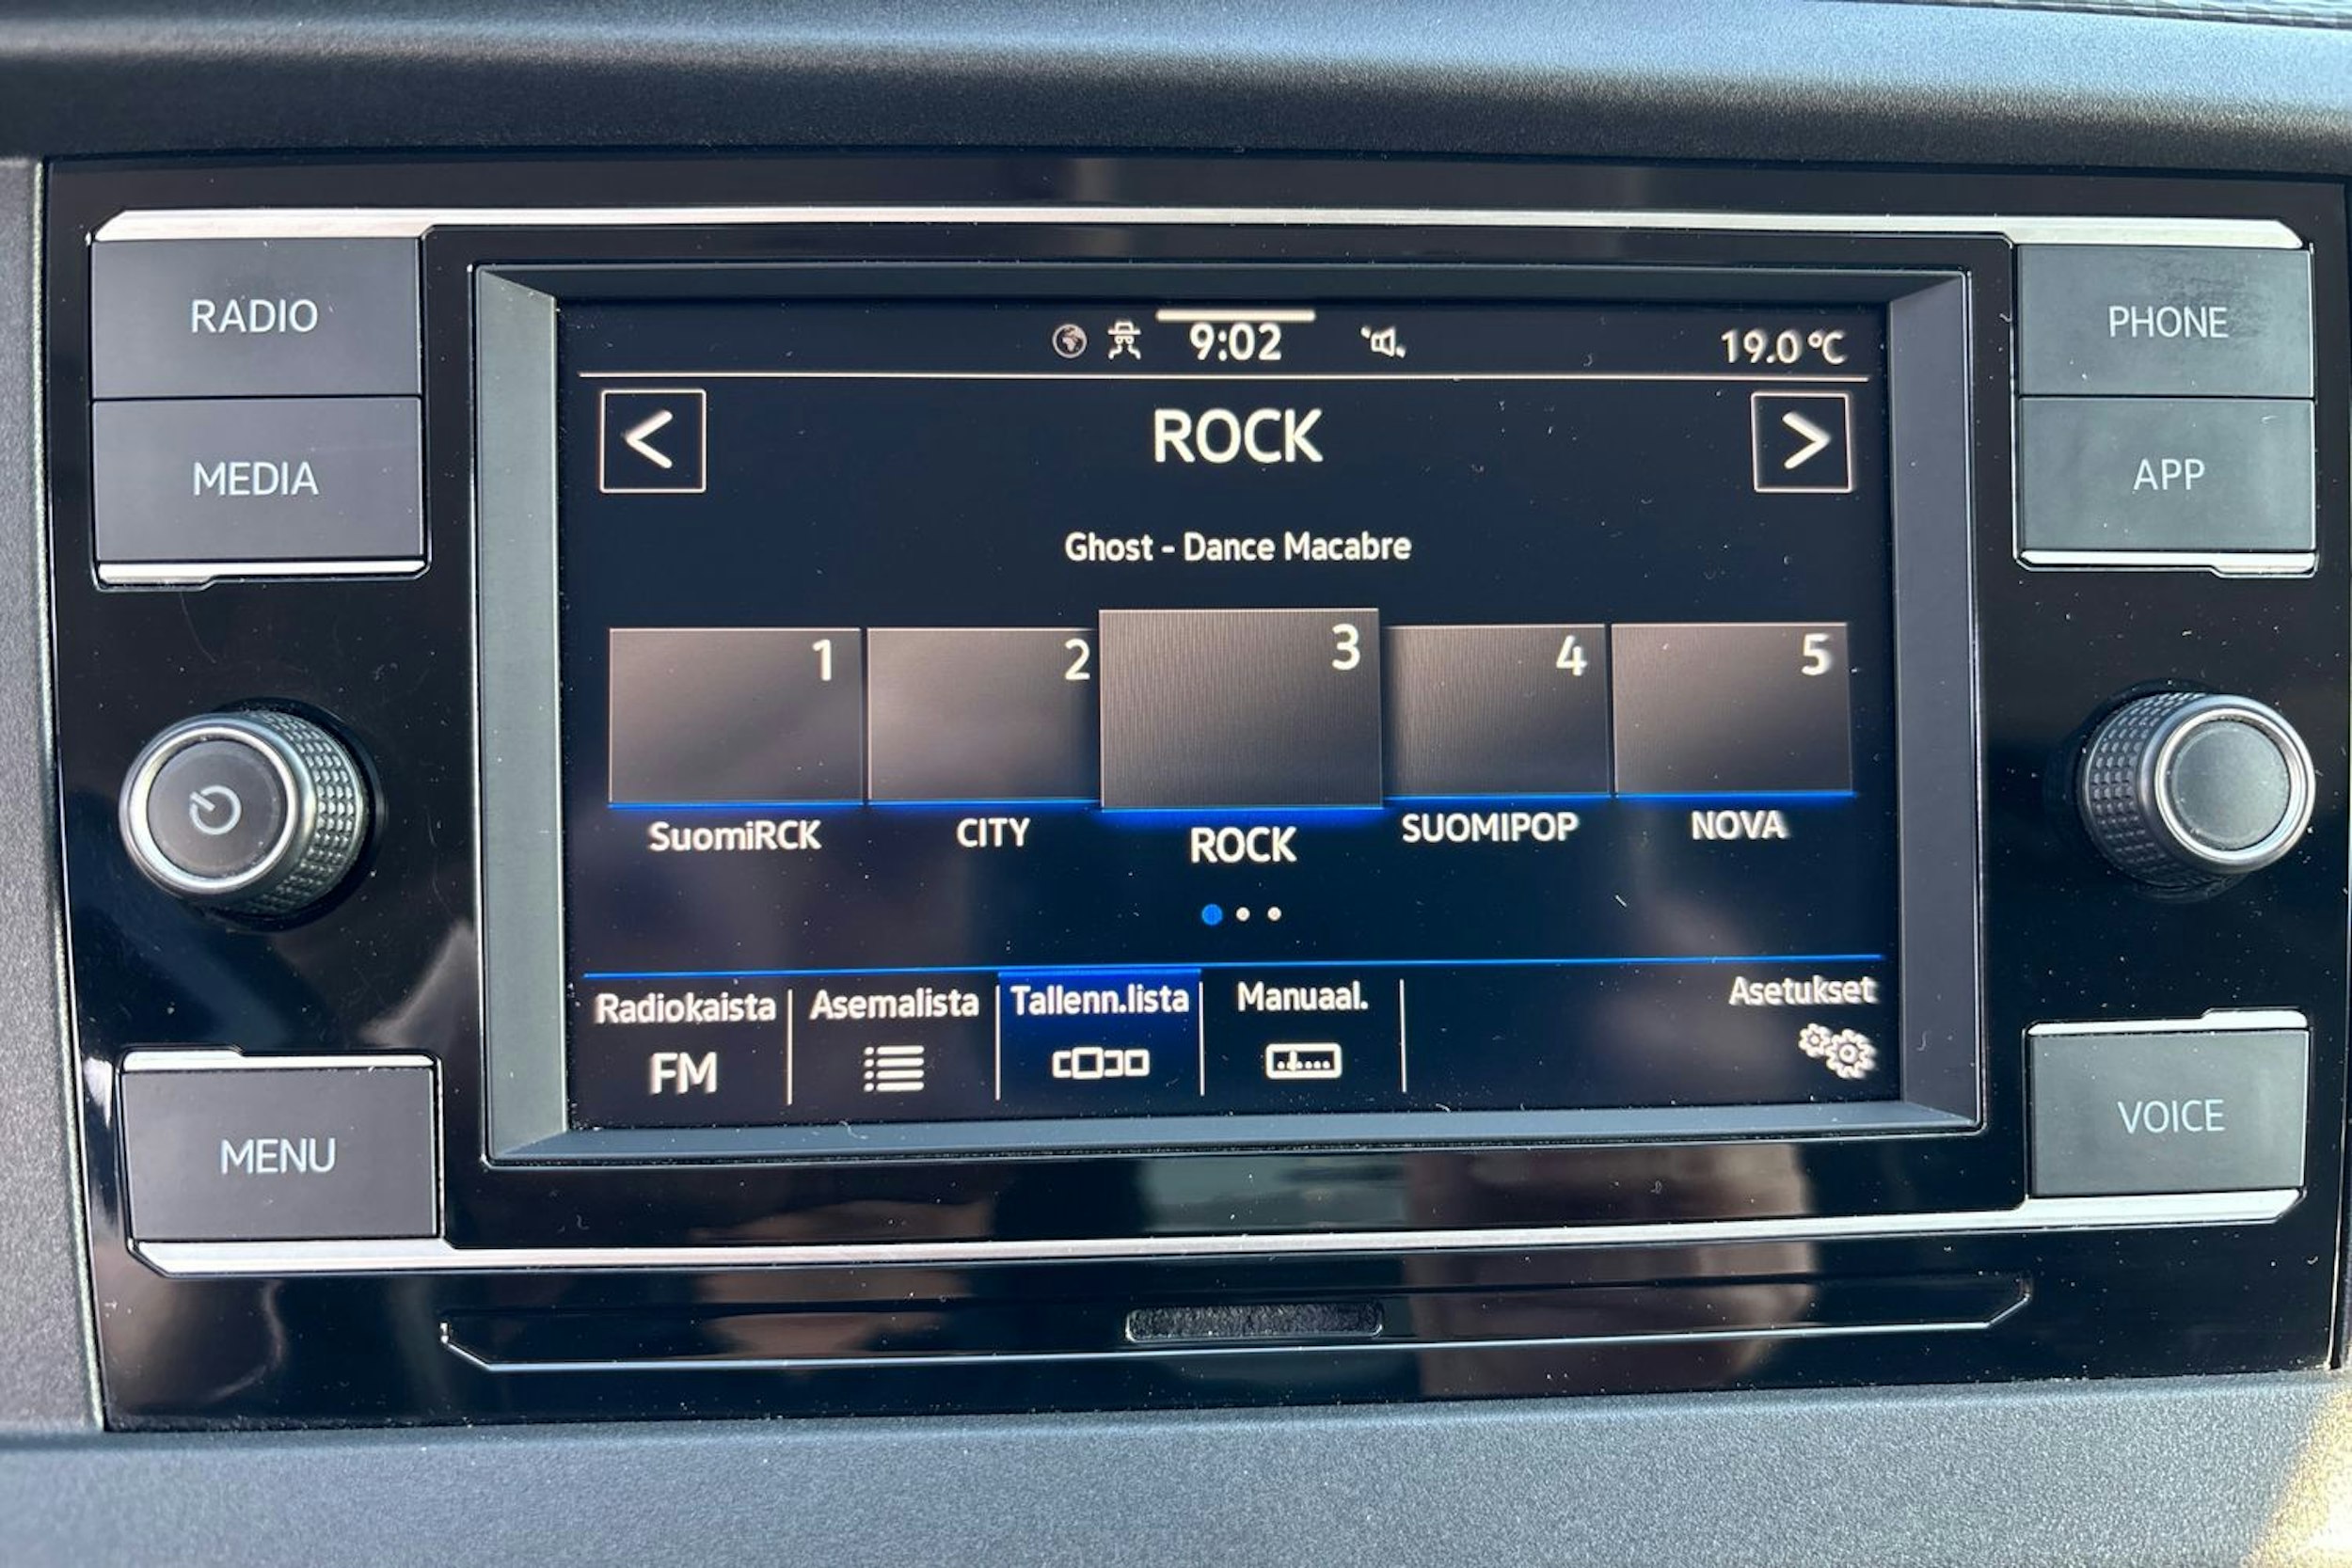 RADIO
MEDIA
MENU
PHONE
APP
VOICE
9:02
19.0 °C
<
ROCK
>
Ghost - Dance Macabre
1
2
3
4
5
SuomiRCK
CITY
ROCK
SUOMIPOP
NOVA
Radiokaista
Asemalista
Tallenn.lista
Manuaal.
Asetukset
FM